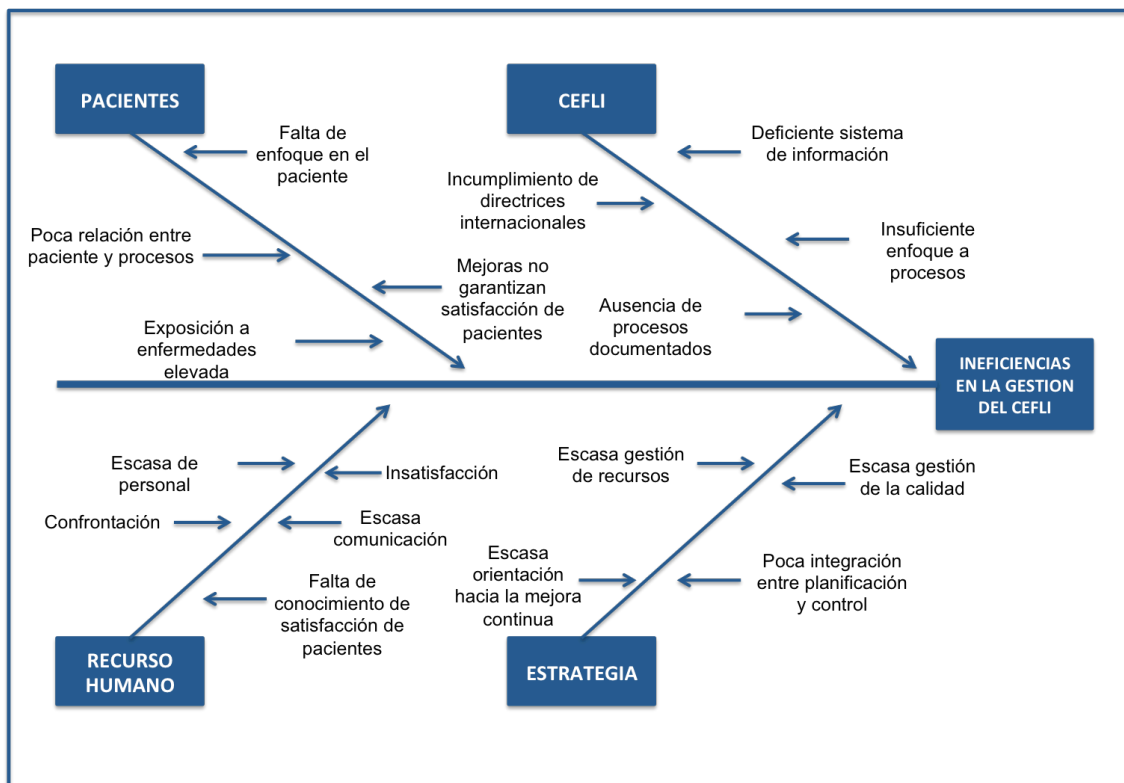 PACIENTES
Falta de
enfoque en el
paciente
Poca relación entre
paciente y procesos
Mejoras no
garantizan
satisfacción de
pacientes
Exposición a
enfermedades
elevada
CEFLI
Deficiente sistema
de información
Incumplimiento de
directrices
internacionales
Insuficiente
enfoque a
procesos
Ausencia de
procesos
documentados
INEFICIENCIAS
EN LA GESTION
DEL CEFLI
Escasa de
personal
Insatisfacción
Confrontación
Escasa
comunicación
Falta de
conocimiento de
satisfacción de
pacientes
RECURSO
HUMANO
Escasa gestión
de recursos
Escasa gestión
de la calidad
Escasa
orientación
hacia la mejora
continua
Poca integración
entre planificación
y control
ESTRATEGIA